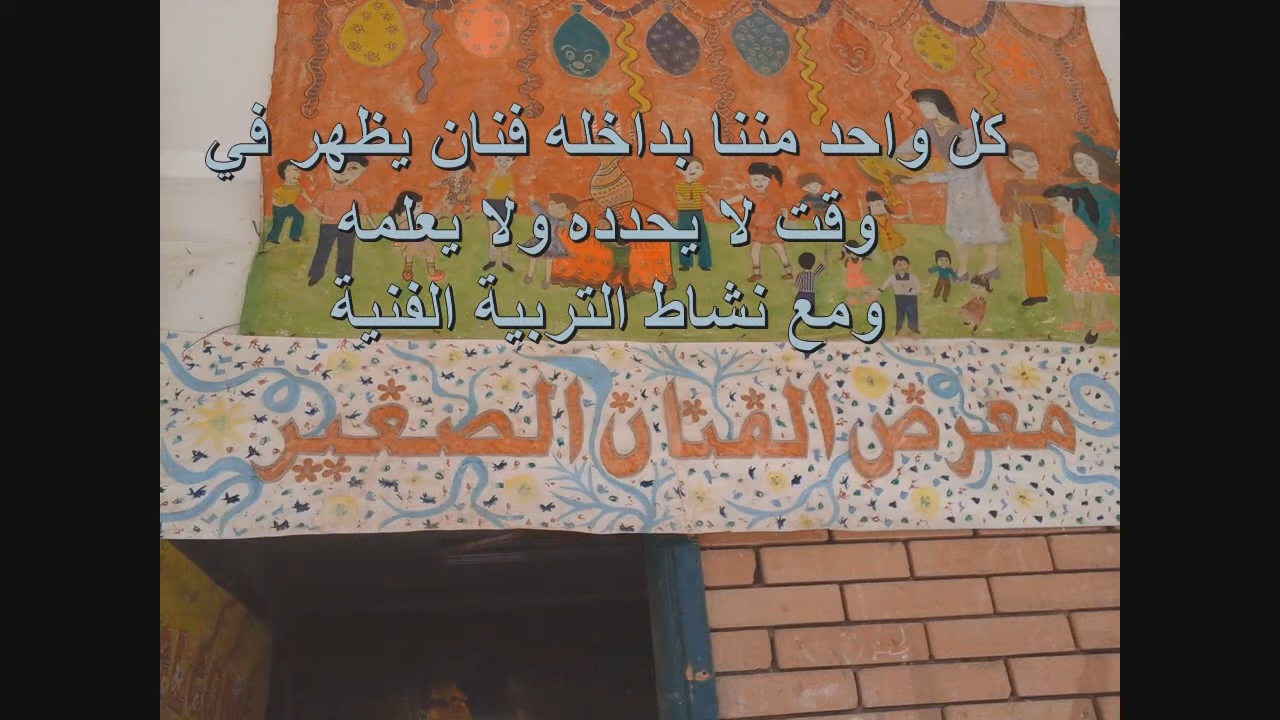 كل واحد مننا بداخله فنان يظهر في
وقت لا يحدده ولا يعلمه
ومع نشاط التربية الفنية
معرض الفنان الصغير